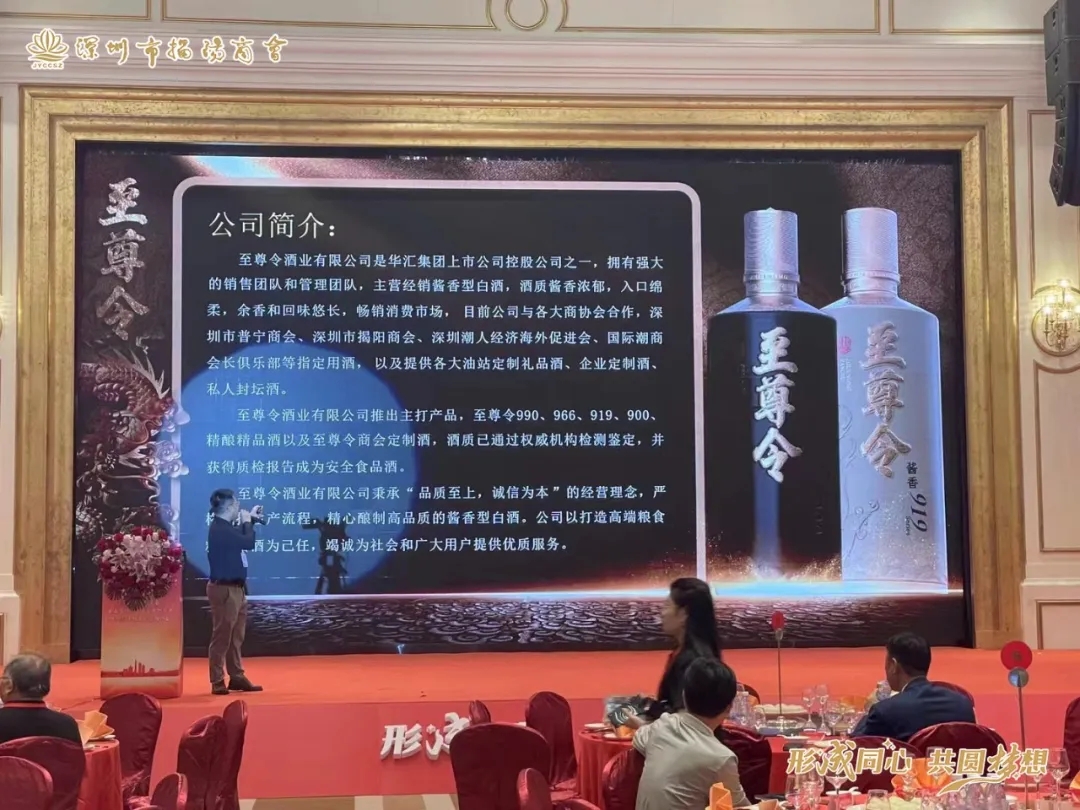 深圳市揭陽商會
JYCCSZ
至尊令
公司简介：
至尊令酒业有限公司是华汇集团上市公司控股公司之一，拥有强大
的销售团队和管理团队，主营经销酱香型白酒，酒质酱香浓郁，入口绵
柔，余香和回味悠长，畅销消费市场，目前公司与各大商协会合作，深
圳市普宁商会、深圳市揭阳商会、深圳潮人经济海外促进会、国际潮商
会长俱乐部等指定用酒，以及提供各大油站定制礼品酒、企业定制酒、
私人封坛酒。
至尊令酒业有限公司推出主打产品，至尊令990、966、919、900、
精酿精品酒以及至尊令商会定制酒，酒质已通过权威机构检测鉴定，并
获得质检报告成为安全食品酒。
至尊令酒业有限公司秉承“品质至上，诚信为本”的经营理念，严
产流程，精心酿制高品质的酱香型白酒。公司以打造高端粮食
酒为己任，竭诚为社会和广大用户提供优质服务。
至尊令
至尊令
酱香919
形成
形成同心 共圆梦想